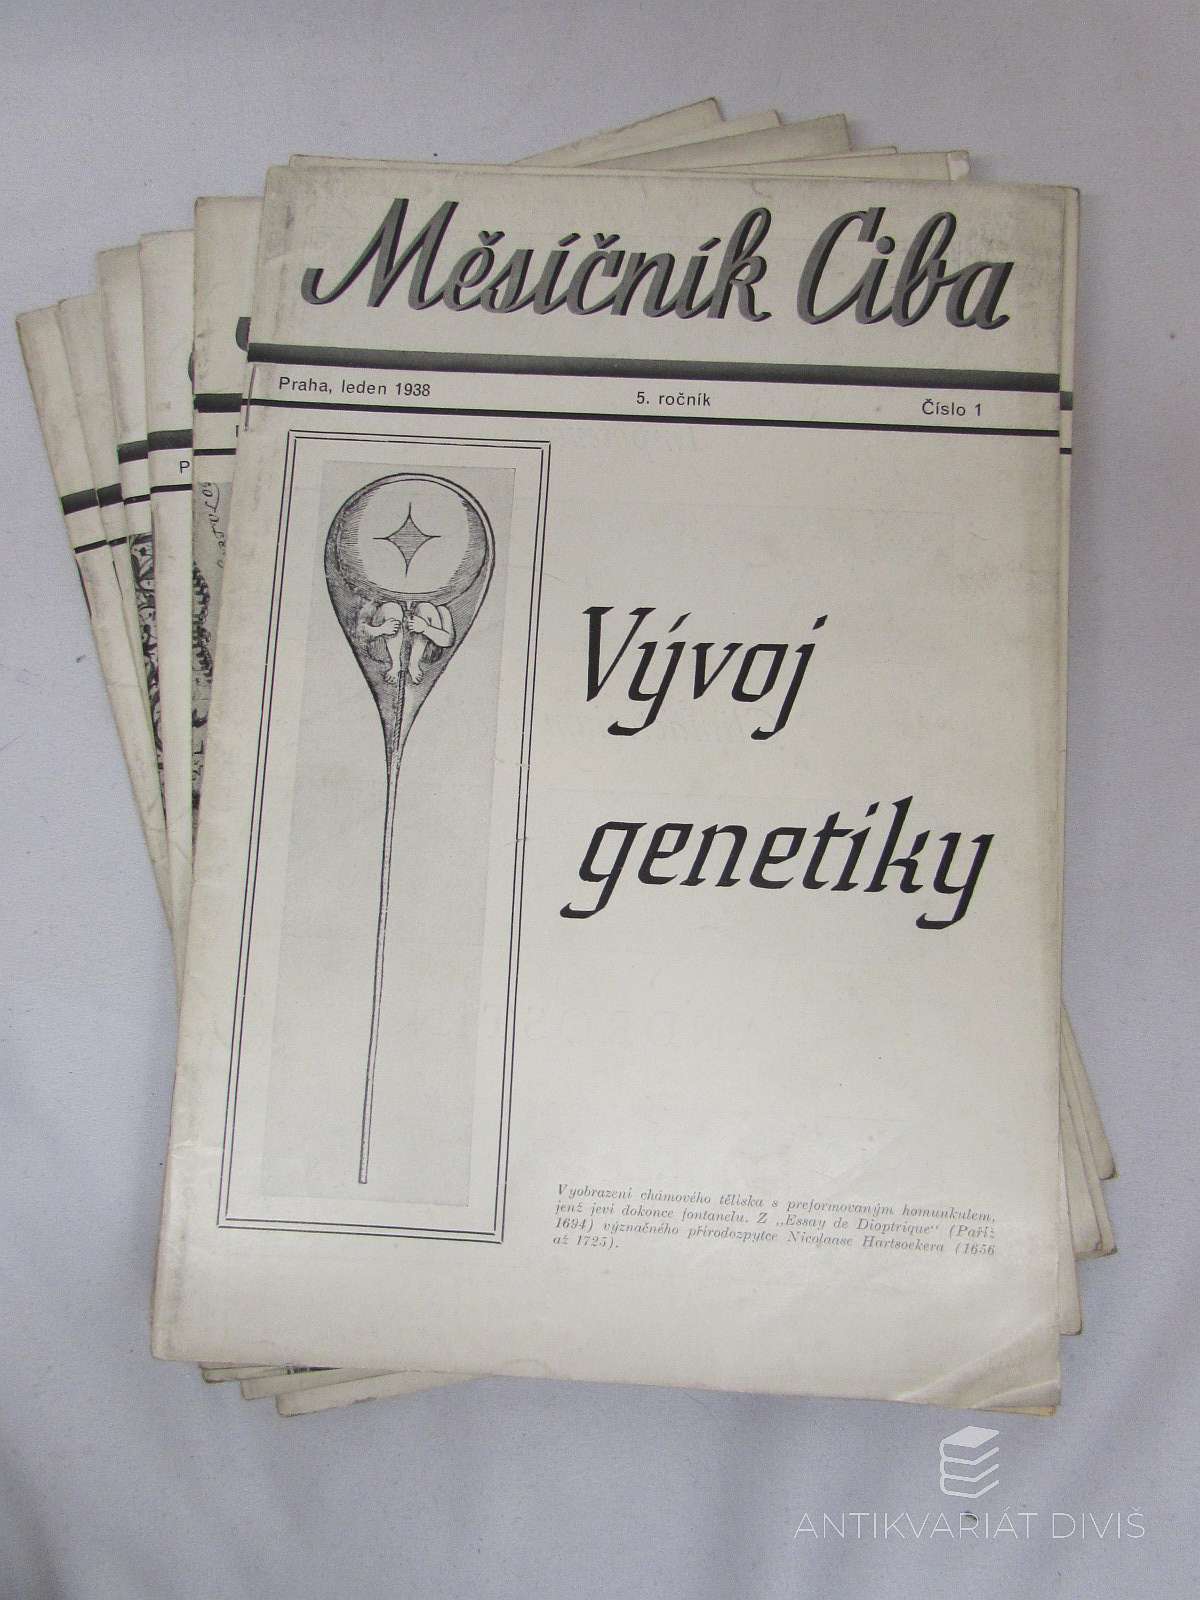 Měsíčník Ciba
Praha, leden 1938 5. ročník Číslo 1
P
Vývoj
genetiky
Vyobrazení chámového tělíska s preformovaným homunkulem,
jenž jeví dokonce fontanelu. Z „Essay de Dioptrique“ (Paříž
1694) význačného přírodozpytce Nicolaase Hartsoekera (1656
až 1725).
ANTIKVARIÁT DIVIŠ